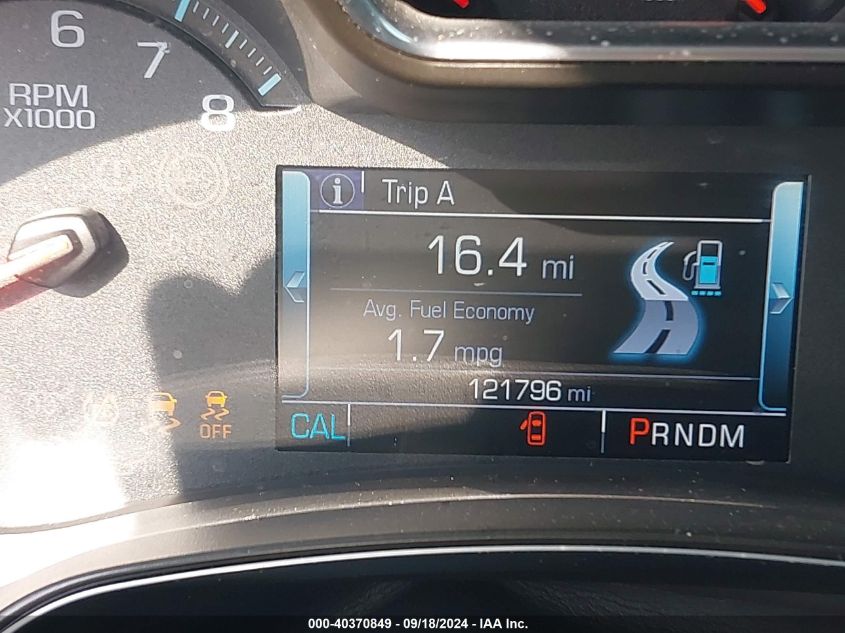 6
7
8
RPM
X1000
i Trip A
16.4 mi
Avg. Fuel Economy
1.7 mpg
121796 mi
OFF
CAL
PRNDM
000-40370849 - 09/18/2024 - IAA Inc.